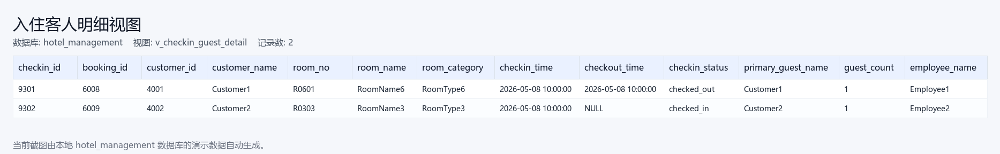 入住客人明细视图
数据库: hotel_management 视图: v_checkin_guest_detail 记录数: 2
checkin_id booking_id customer_id customer_name room_no room_name room_category checkin_time checkout_time checkin_status primary_guest_name guest_count employee_name
9301 6008 4001 Customer1 R0601 RoomName6 RoomType6 2026-05-08 10:00:00 2026-05-08 10:00:00 checked_out Customer1 1 Employee1
9302 6009 4002 Customer2 R0303 RoomName3 RoomType3 2026-05-08 10:00:00 NULL checked_in Customer2 1 Employee2
当前截图由本地 hotel_management 数据库的演示数据自动生成。